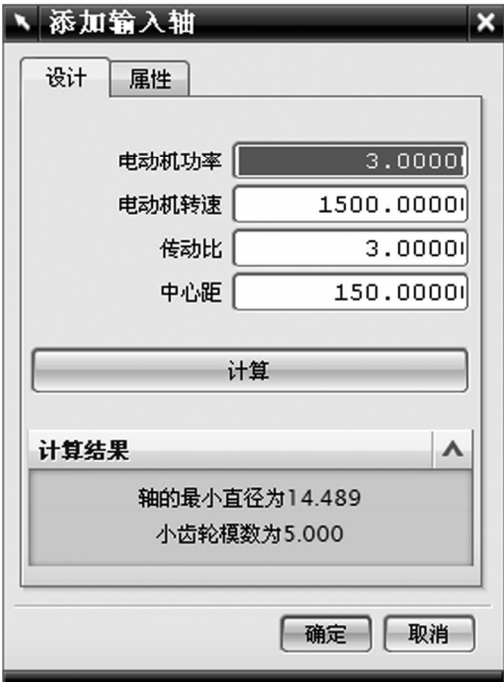 添加输入轴
设计 属性
电动机功率 3.0000
电动机转速 1500.0000
传动比 3.0000
中心距 150.0000
计算
计算结果
轴的最小直径为14.489
小齿轮模数为5.000
确定 取消